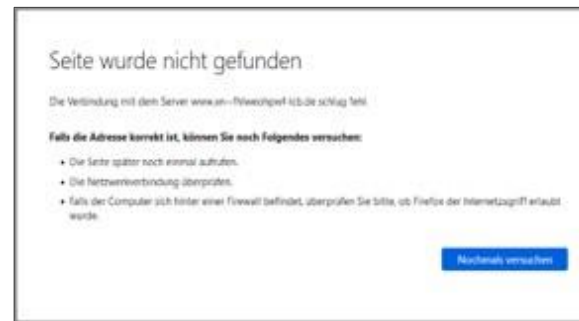 Seite wurde nicht gefunden
Die Verbindung mit dem Server schlug fehl.
Falls die Adresse korrekt ist, können Sie noch Folgendes versuchen:
• Die Seite später noch einmal aufrufen.
• Die Netzwerkverbindung überprüfen.
• Falls der Computer sich hinter einer Firewall befindet, überprüfen Sie bitte, ob Firefox der Internetzugriff erlaubt
wurde.
Nochmals versuchen